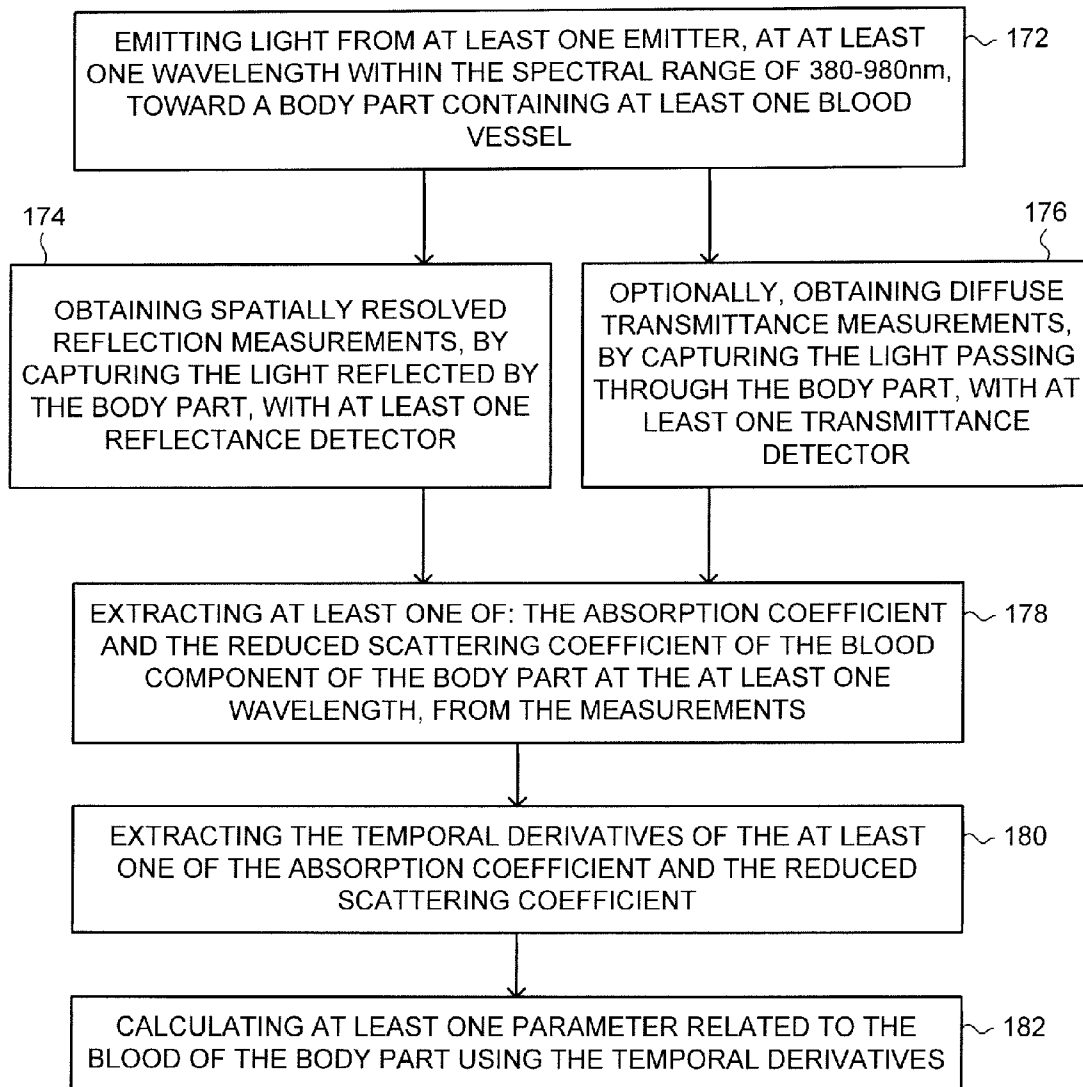 EMITTING LIGHT FROM AT LEAST ONE EMITTER, AT AT LEAST
ONE WAVELENGTH WITHIN THE SPECTRAL RANGE OF 380-980nm,
TOWARD A BODY PART CONTAINING AT LEAST ONE BLOOD
VESSEL
172
174
OBTAINING SPATIALLY RESOLVED
REFLECTION MEASUREMENTS, BY
CAPTURING THE LIGHT REFLECTED BY
THE BODY PART, WITH AT LEAST ONE
REFLECTANCE DETECTOR
176
OPTIONALLY, OBTAINING DIFFUSE
TRANSMITTANCE MEASUREMENTS,
BY CAPTURING THE LIGHT PASSING
THROUGH THE BODY PART, WITH AT
LEAST ONE TRANSMITTANCE
DETECTOR
EXTRACTING AT LEAST ONE OF: THE ABSORPTION COEFFICIENT
AND THE REDUCED SCATTERING COEFFICIENT OF THE BLOOD
COMPONENT OF THE BODY PART AT THE AT LEAST ONE
WAVELENGTH, FROM THE MEASUREMENTS
178
EXTRACTING THE TEMPORAL DERIVATIVES OF THE AT LEAST
ONE OF THE ABSORPTION COEFFICIENT AND THE REDUCED
SCATTERING COEFFICIENT
180
CALCULATING AT LEAST ONE PARAMETER RELATED TO THE
BLOOD OF THE BODY PART USING THE TEMPORAL DERIVATIVES
182